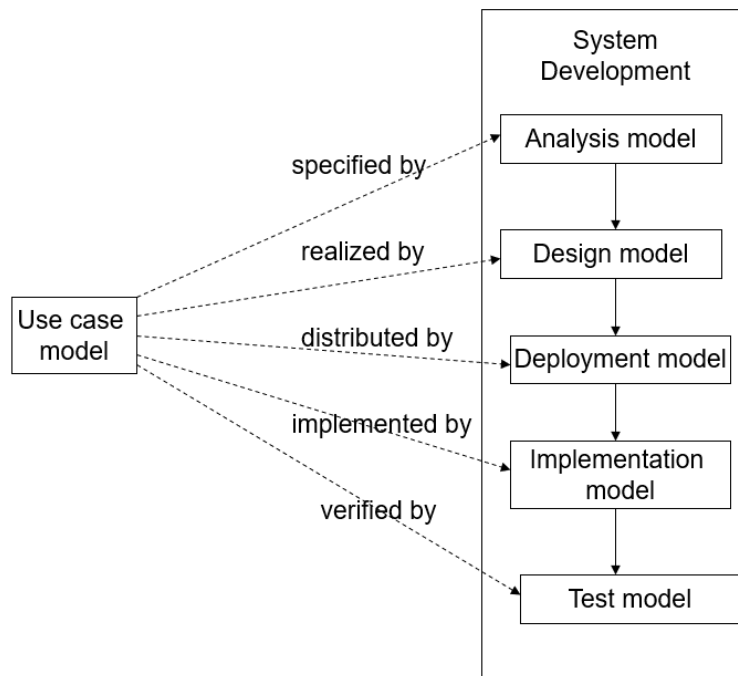 System
Development
Analysis model
specified by
realized by
Design model
Use case
model
distributed by
Deployment model
implemented by
Implementation
model
verified by
Test model